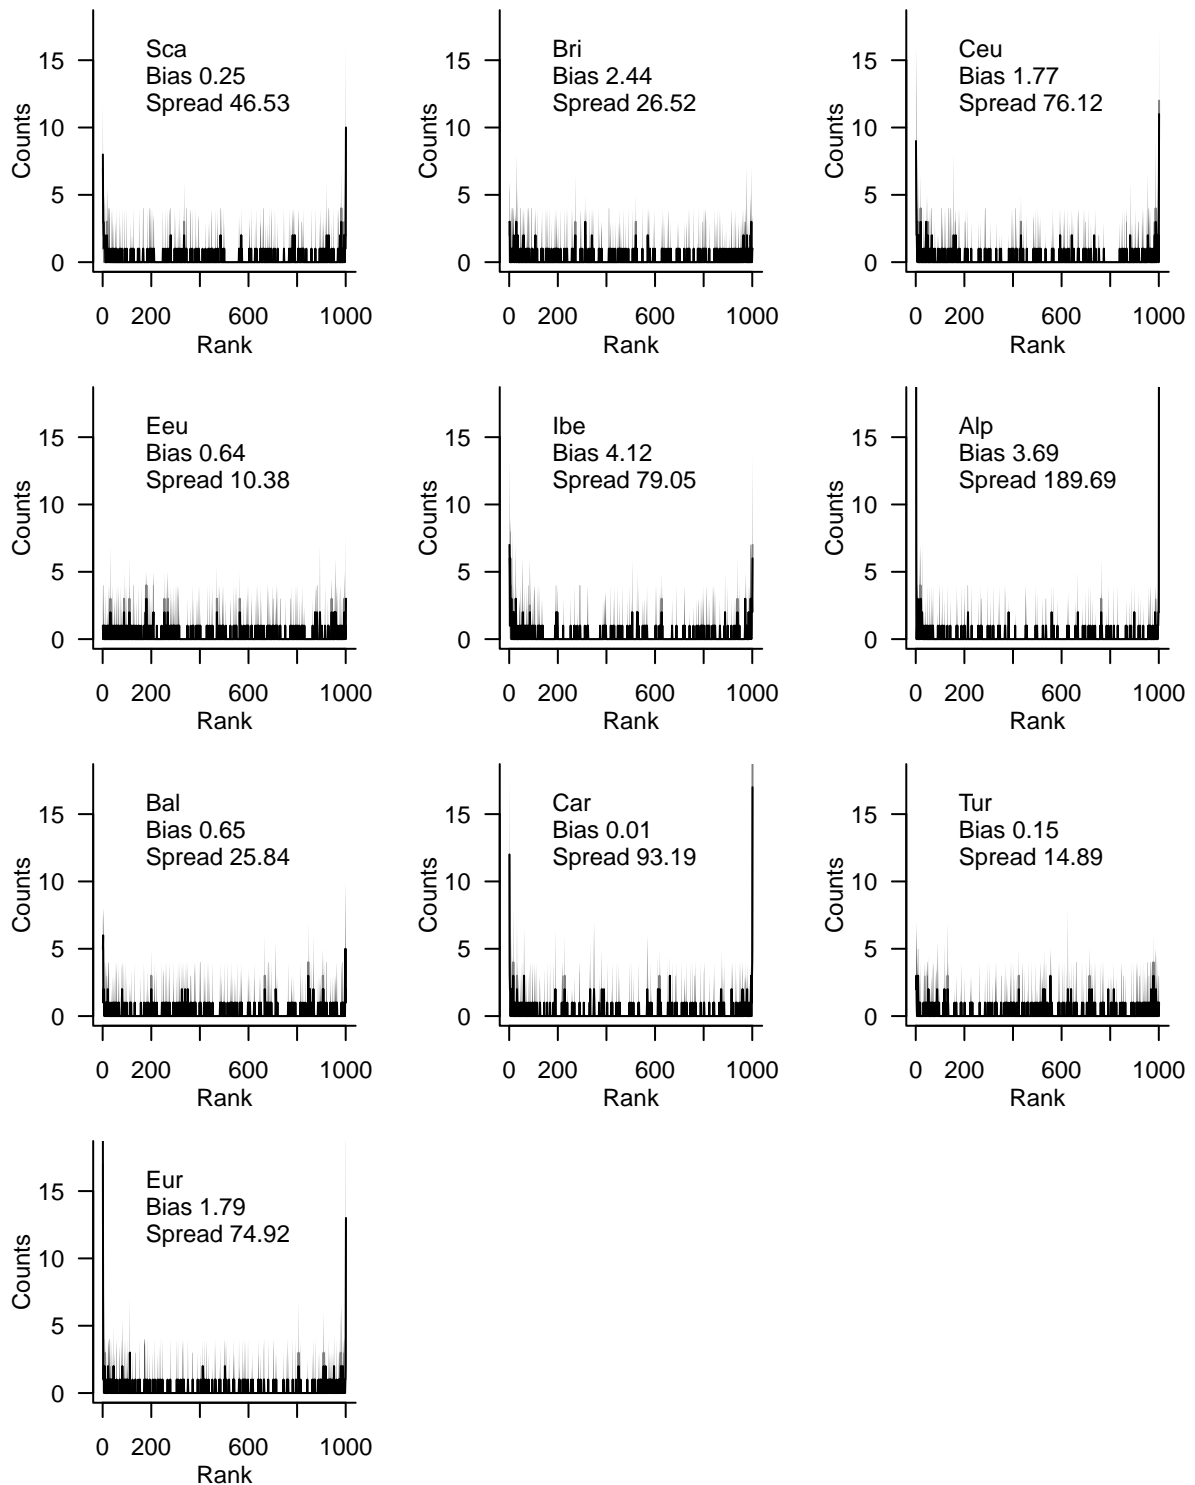 Sca
Bias 0.25
Spread 46.53
15
10
5
0
Counts
0 200 600 1000
Rank
Bri
Bias 2.44
Spread 26.52
15
10
5
0
Counts
0 200 600 1000
Rank
Ceu
Bias 1.77
Spread 76.12
15
10
5
0
Counts
0 200 600 1000
Rank
Eeu
Bias 0.64
Spread 10.38
15
10
5
0
Counts
0 200 600 1000
Rank
Ibe
Bias 4.12
Spread 79.05
15
10
5
0
Counts
0 200 600 1000
Rank
Alp
Bias 3.69
Spread 189.69
15
10
5
0
Counts
0 200 600 1000
Rank
Bal
Bias 0.65
Spread 25.84
15
10
5
0
Counts
0 200 600 1000
Rank
Car
Bias 0.01
Spread 93.19
15
10
5
0
Counts
0 200 600 1000
Rank
Tur
Bias 0.15
Spread 14.89
15
10
5
0
Counts
0 200 600 1000
Rank
Eur
Bias 1.79
Spread 74.92
15
10
5
0
Counts
0 200 600 1000
Rank